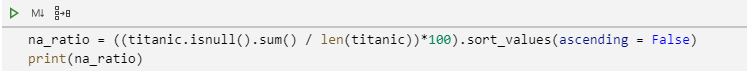 M↓
na_ratio = ((titanic.isnull().sum() / len(titanic))*100).sort_values(ascending = False)
print(na_ratio)